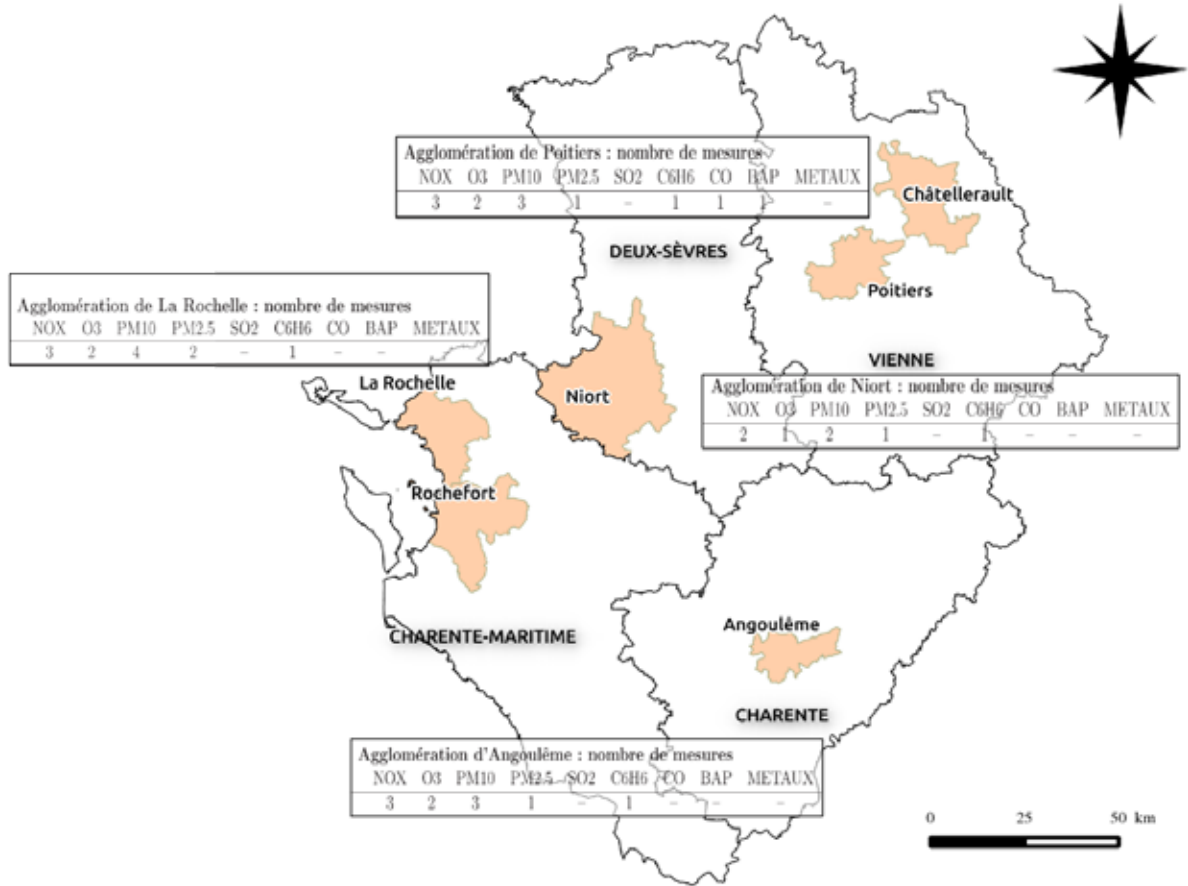 Agglomération de Poitiers : nombre de mesures
NOX O3 PM10 PM2.5 SO2 C6H6 CO BAP METAUX
3 2 3 1 – 1 1 1 –
Châtellerault
DEUX-SÈVRES
Poitiers
Agglomération de La Rochelle : nombre de mesures
NOX O3 PM10 PM2.5 SO2 C6H6 CO BAP METAUX
3 2 4 2 – 1 – –
VIENNE
La Rochelle
Niort
Agglomération de Niort : nombre de mesures
NOX O3 PM10 PM2.5 SO2 C6H6 CO BAP METAUX
2 1 2 1 – 1 – – –
Rochefort
Angoulême
CHARENTE-MARITIME
CHARENTE
Agglomération d'Angoulême : nombre de mesures
NOX O3 PM10 PM2.5 SO2 C6H6 CO BAP METAUX
3 2 3 1 – 1 – – –
0 25 50 km